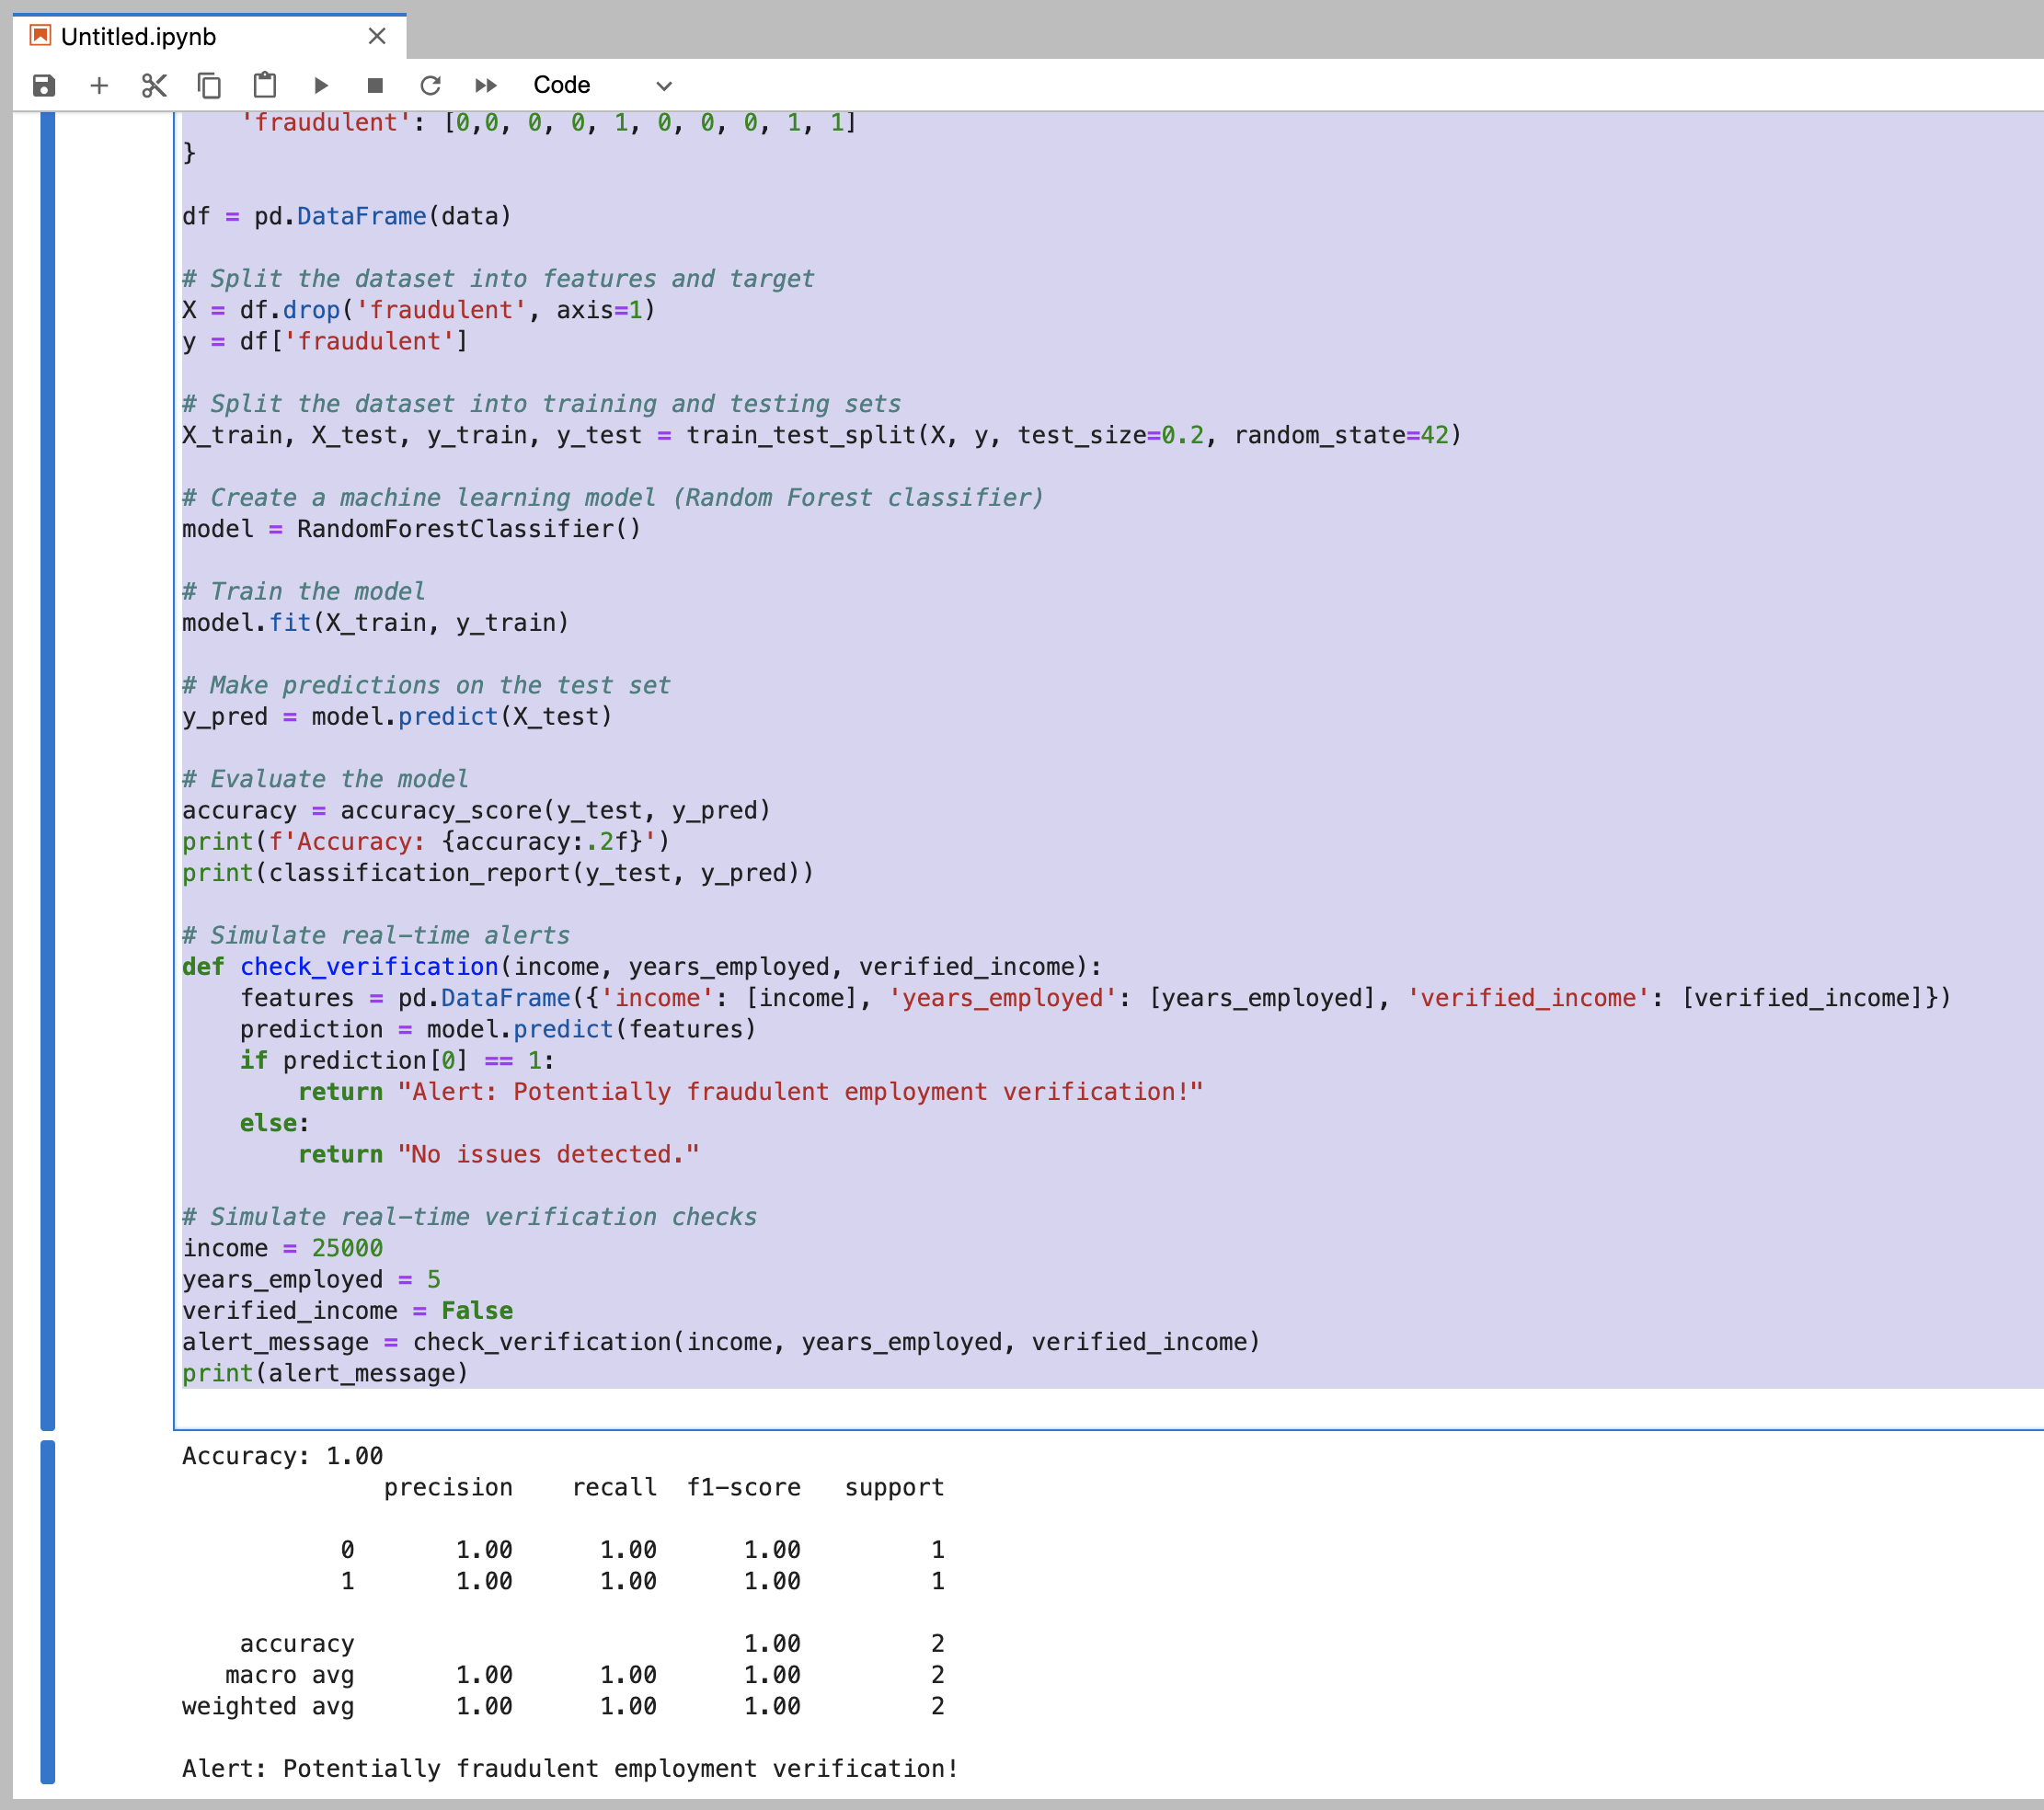 Untitled.ipynb
Code
    'fraudulent': [0,0, 0, 0, 1, 0, 0, 0, 1, 1]
}
df = pd.DataFrame(data)
# Split the dataset into features and target
X = df.drop('fraudulent', axis=1)
y = df['fraudulent']
# Split the dataset into training and testing sets
X_train, X_test, y_train, y_test = train_test_split(X, y, test_size=0.2, random_state=42)
# Create a machine learning model (Random Forest classifier)
model = RandomForestClassifier()
# Train the model
model.fit(X_train, y_train)
# Make predictions on the test set
y_pred = model.predict(X_test)
# Evaluate the model
accuracy = accuracy_score(y_test, y_pred)
print(f'Accuracy: {accuracy:.2f}')
print(classification_report(y_test, y_pred))
# Simulate real-time alerts
def check_verification(income, years_employed, verified_income):
    features = pd.DataFrame({'income': [income], 'years_employed': [years_employed], 'verified_income': [verified_income]})
    prediction = model.predict(features)
    if prediction[0] == 1:
        return "Alert: Potentially fraudulent employment verification!"
    else:
        return "No issues detected."
# Simulate real-time verification checks
income = 25000
years_employed = 5
verified_income = False
alert_message = check_verification(income, years_employed, verified_income)
print(alert_message)
Accuracy: 1.00
              precision    recall  f1-score   support
           0       1.00      1.00      1.00         1
           1       1.00      1.00      1.00         1
    accuracy                           1.00         2
   macro avg       1.00      1.00      1.00         2
weighted avg       1.00      1.00      1.00         2
Alert: Potentially fraudulent employment verification!